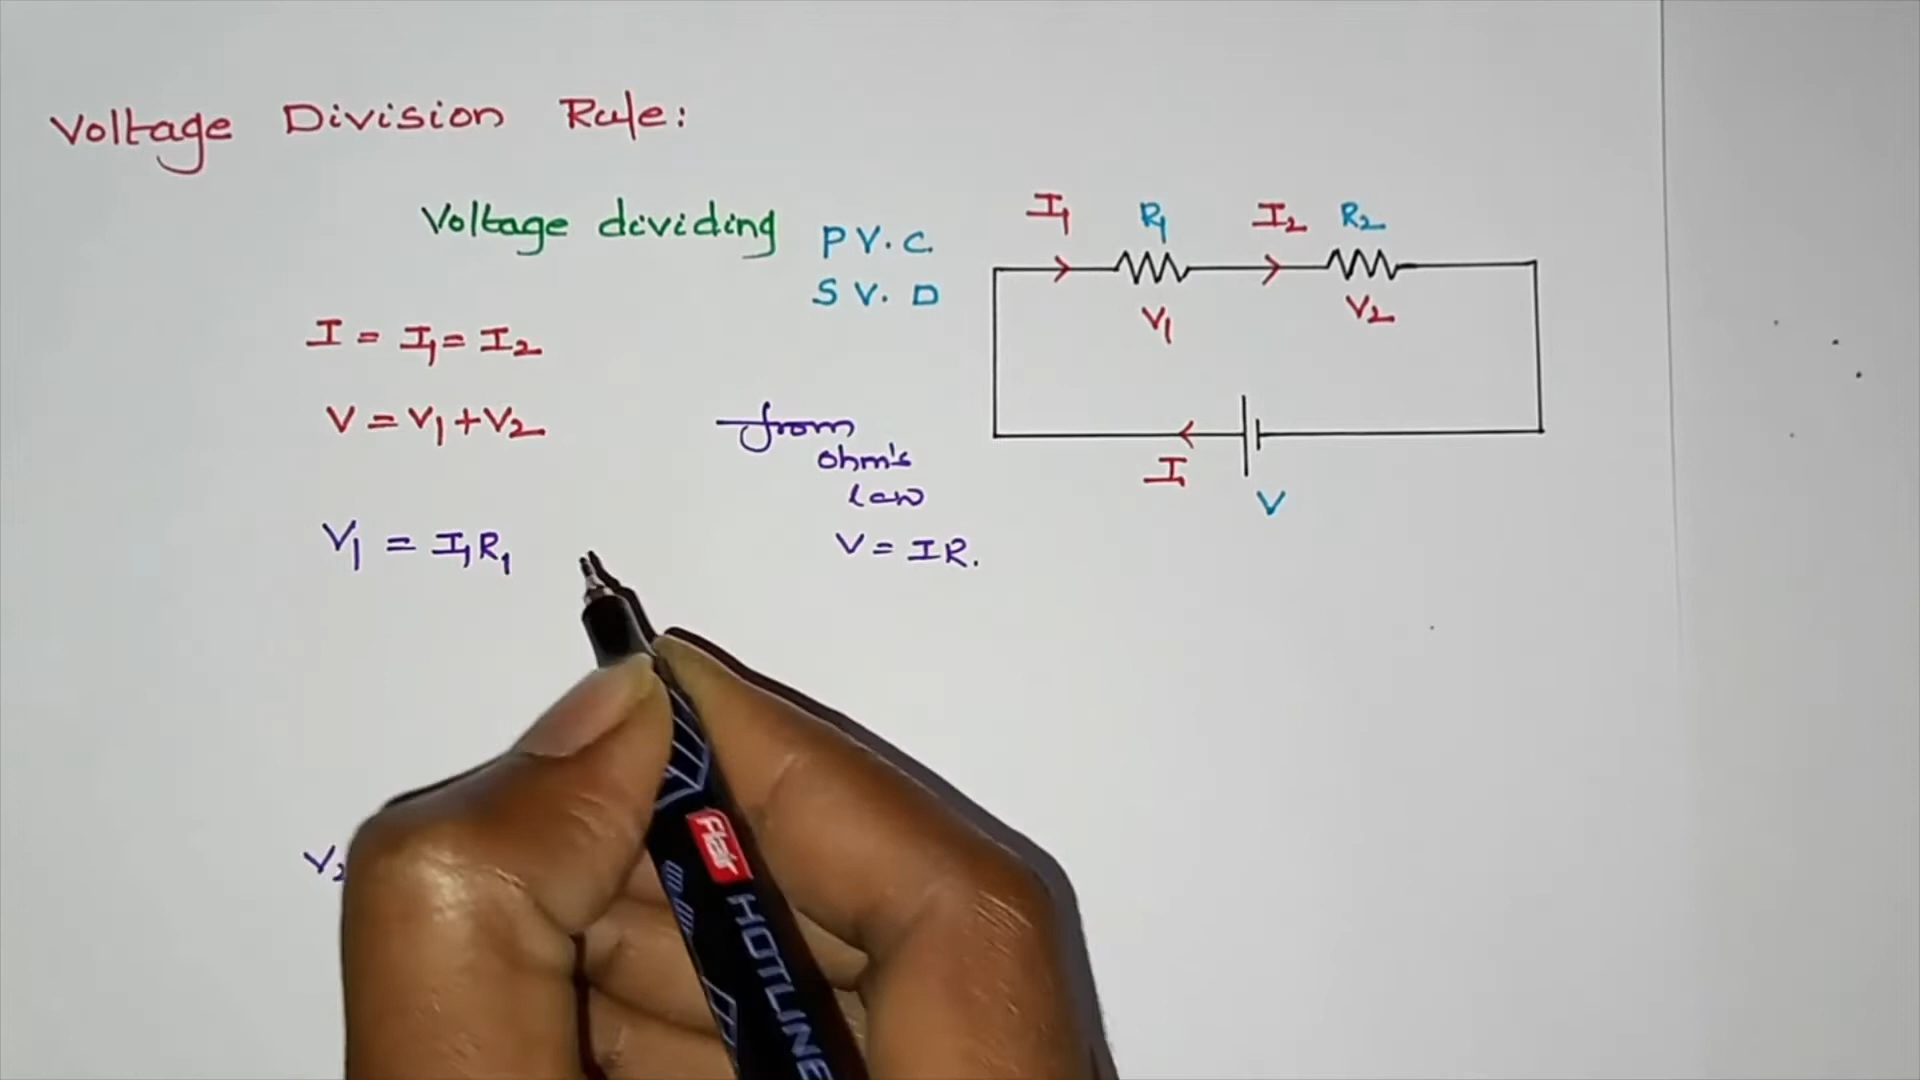 Voltage Division Rule:
Voltage dividing
P V. C
S V. D
I = I1 = I2
V = V1 + V2
from
ohm's
law
V = IR.
V1 = I1R1
V2
I1
R1
I2
R2
V1
V2
I
V
Flair
HOTLINE